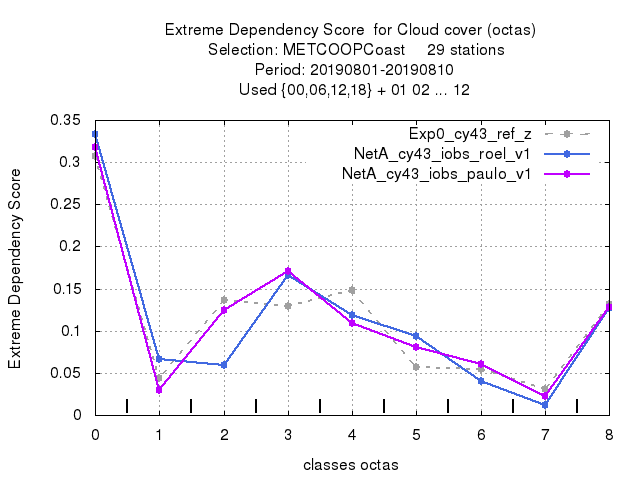 Extreme Dependency Score  for Cloud cover (octas)
Selection: METCOOPCoast     29 stations
Period: 20190801-20190810
Used {00,06,12,18} + 01 02 ... 12
Exp0_cy43_ref_z
NetA_cy43_iobs_roel_v1
NetA_cy43_iobs_paulo_v1
Extreme Dependency Score
0.35
0.3
0.25
0.2
0.15
0.1
0.05
0
0 1 2 3 4 5 6 7 8
classes octas